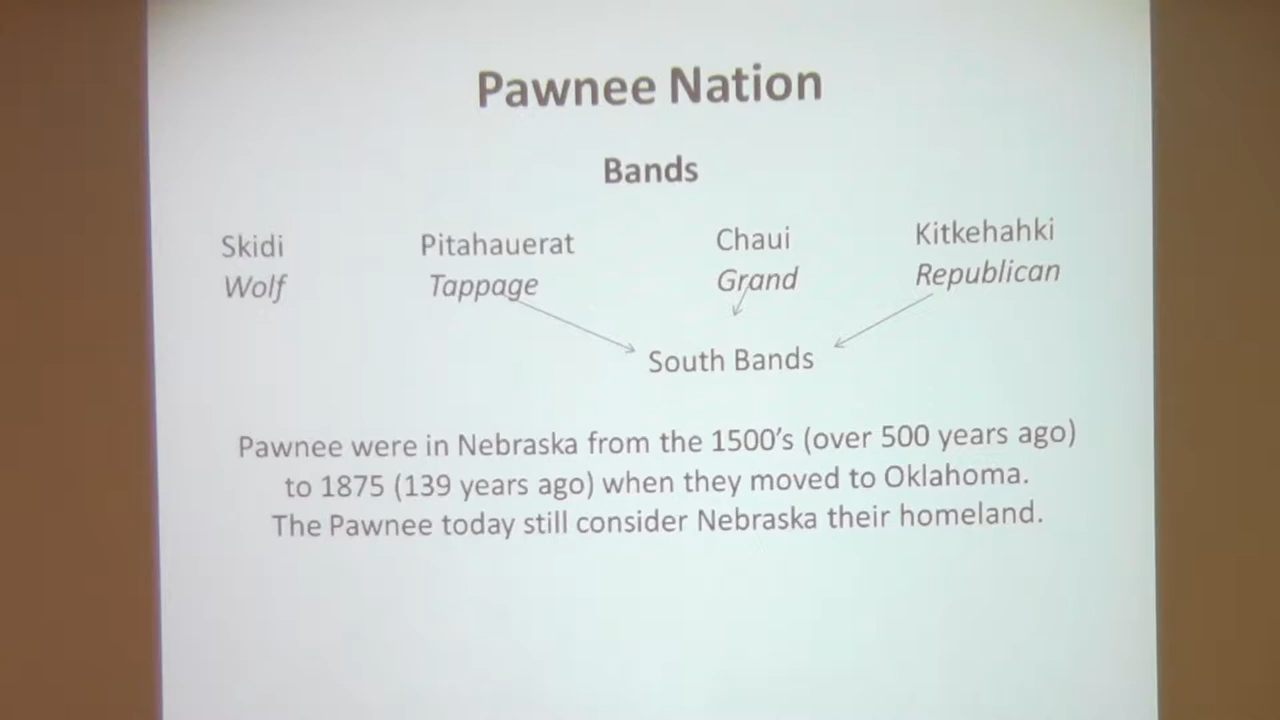 Pawnee Nation
Bands
Skidi Pitahauerat Chaui Kitkehahki
Wolf Tappage Grand Republican
South Bands
Pawnee were in Nebraska from the 1500's (over 500 years ago)
to 1875 (139 years ago) when they moved to Oklahoma.
The Pawnee today still consider Nebraska their homeland.